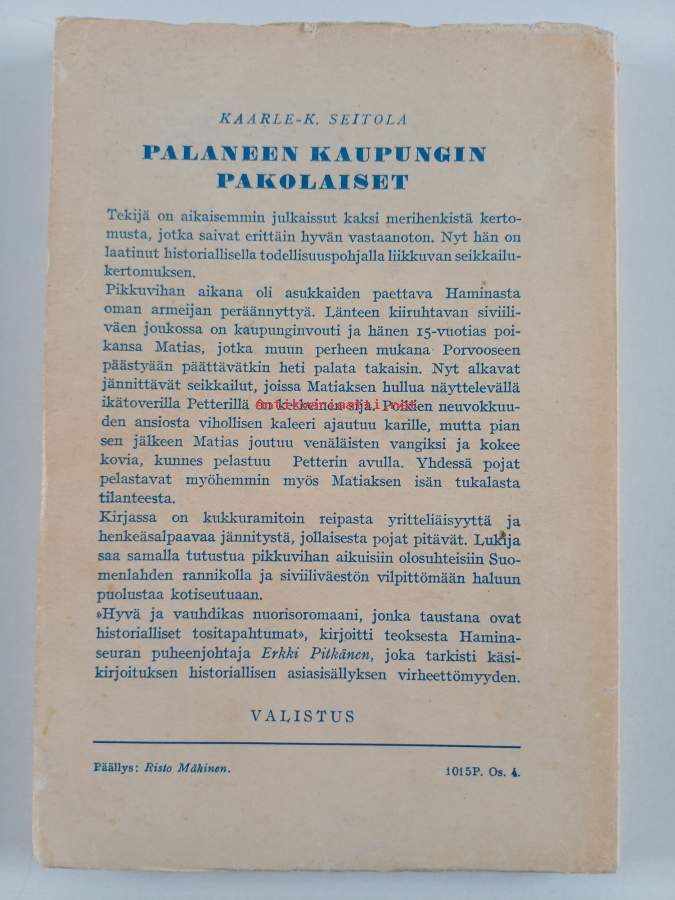 KAARLE-K. SEITOLA
PALANEEN KAUPUNGIN
PAKOLAISET
Tekijä on aikaisemmin julkaissut kaksi merihenkistä kerto-
musta, jotka saivat erittäin hyvän vastaanoton. Nyt hän on
laatinut historiallisella todellisuuspohjalla liikkuvan seikkailu-
kertomuksen.
Pikkuvihan aikana oli asukkaiden paettava Haminasta
oman armeijan peräännyttyä. Länteen kiiruhtavan siviili-
väen joukossa on kaupunginvouti ja hänen 15-vuotias poi-
kansa Matias, jotka muun perheen mukana Porvooseen
päästyään päättävätkin heti palata takaisin. Nyt alkavat
jännittävät seikkailut, joissa Matiaksen hullua näyttelevällä
ikätoverilla Petterillä on keskeinen sija. Poikien neuvokkuu-
den ansiosta vihollisen kaleeri ajautuu karille, mutta pian
sen jälkeen Matias joutuu venäläisten vangiksi ja kokee
kovia, kunnes pelastuu Petterin avulla. Yhdessä pojat
pelastavat myöhemmin myös Matiaksen isän tukalasta
tilanteesta.
Kirjassa on kukkuramitoin reipasta yritteliäisyyttä ja
henkeäsalpaavaa jännitystä, jollaisesta pojat pitävät. Lukija
saa samalla tutustua pikkuvihan aikuisiin olosuhteisiin Suo-
menlahden rannikolla ja siviiliväestön vilpittömään haluun
puolustaa kotiseutuaan.
»Hyvä ja vauhdikas nuorisoromaani, jonka taustana ovat
historialliset tositapahtumat», kirjoitti teoksesta Hamina-
seuran puheenjohtaja Erkki Pitkänen, joka tarkisti käsi-
kirjoituksen historiallisen asiasisällyksen virheettömyyden.
VALISTUS
Päällys: Risto Mäkinen. 1015P. Os. 4.